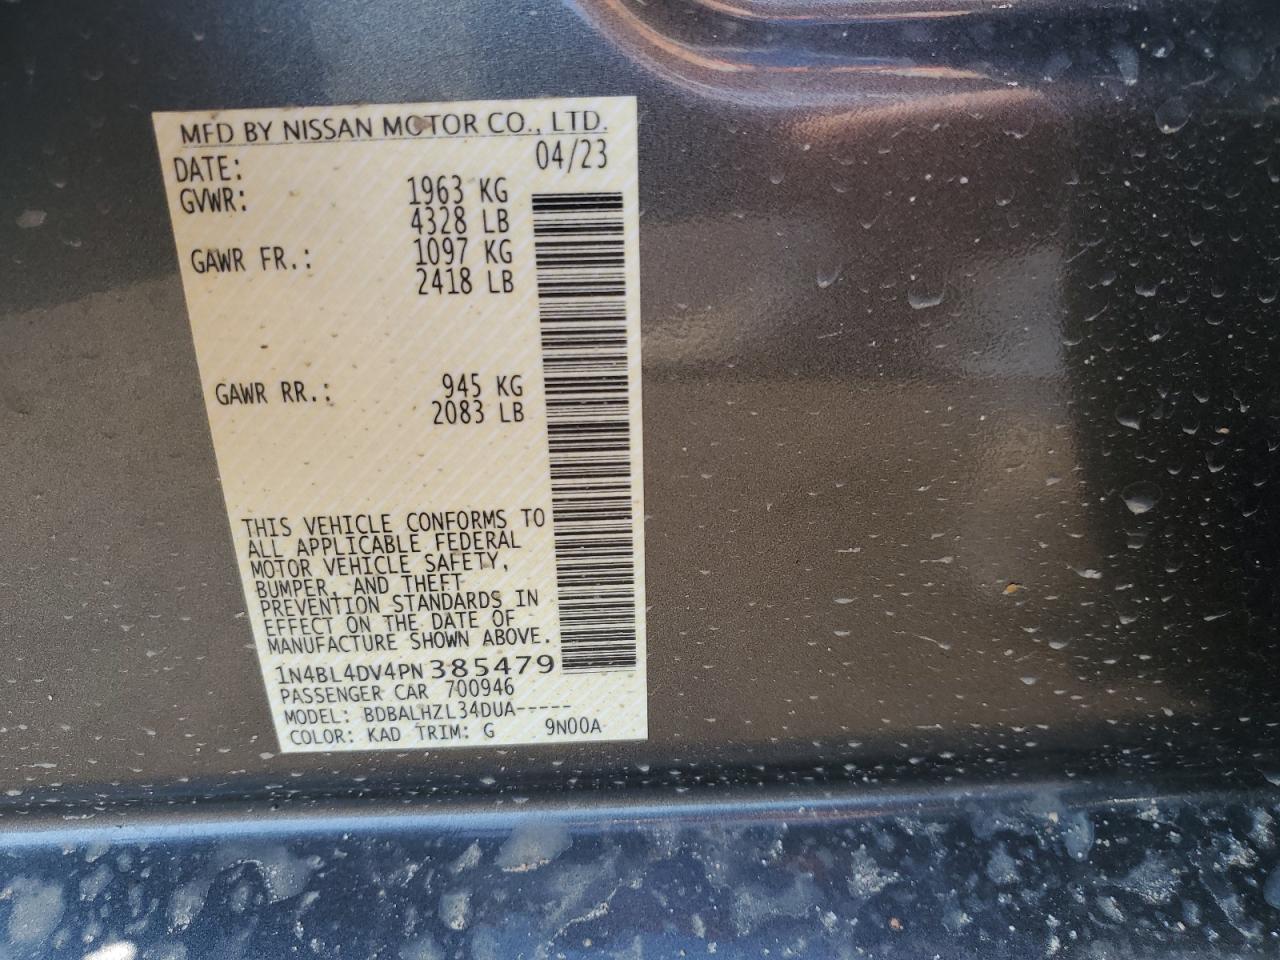 MFD BY NISSAN MOTOR CO., LTD.
DATE: 04/23
GVWR: 1963 KG
4328 LB
GAWR FR.: 1097 KG
2418 LB
GAWR RR.: 945 KG
2083 LB
THIS VEHICLE CONFORMS TO
ALL APPLICABLE FEDERAL
MOTOR VEHICLE SAFETY,
BUMPER, AND THEFT
PREVENTION STANDARDS IN
EFFECT ON THE DATE OF
MANUFACTURE SHOWN ABOVE.
1N4BL4DV4PN385479
PASSENGER CAR 700946
MODEL: BDBALHZL34DUA-----
COLOR: KAD TRIM: G 9N00A